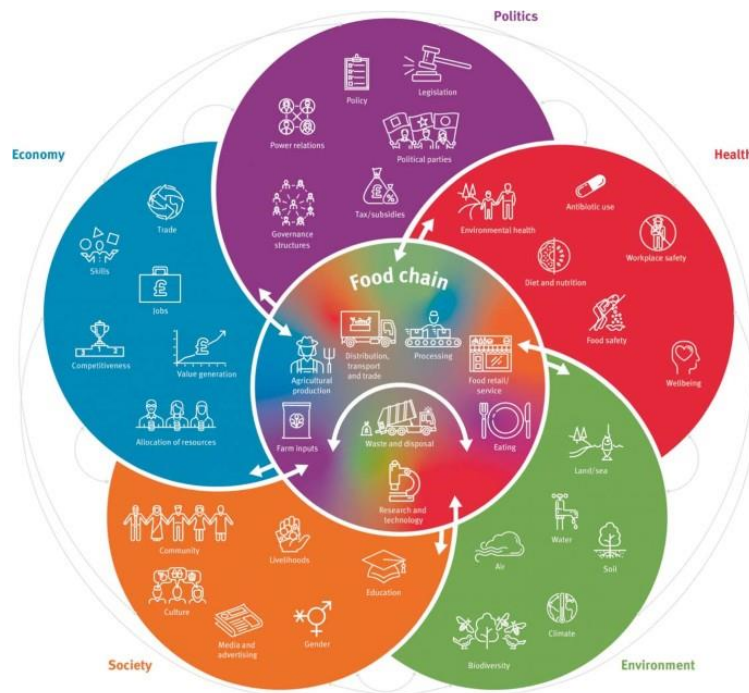 Politics
Policy
Legislation
Power relations
Political parties
Governance
structures
Tax/subsidies
Economy
Trade
Skills
Jobs
Competitiveness
Value generation
Allocation of resources
Health
Environmental health
Antibiotic use
Workplace safety
Diet and nutrition
Food safety
Wellbeing
Food chain
Agricultural
production
Distribution,
transport
and trade
Processing
Food retail/
service
Farm inputs
Waste and disposal
Eating
Research and
technology
Community
Livelihoods
Education
Culture
Media and
advertising
Gender
Society
Land/sea
Water
Air
Soil
Climate
Biodiversity
Environment